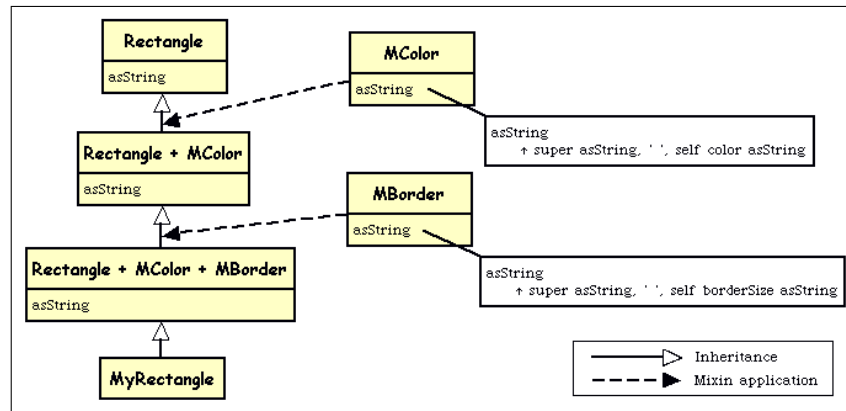 Rectangle
asString
MColor
asString
asString
↑ super asString, ' ', self color asString
Rectangle + MColor
asString
MBorder
asString
Rectangle + MColor + MBorder
asString
asString
↑ super asString, ' ', self borderSize asString
MyRectangle
Inheritance
Mixin application